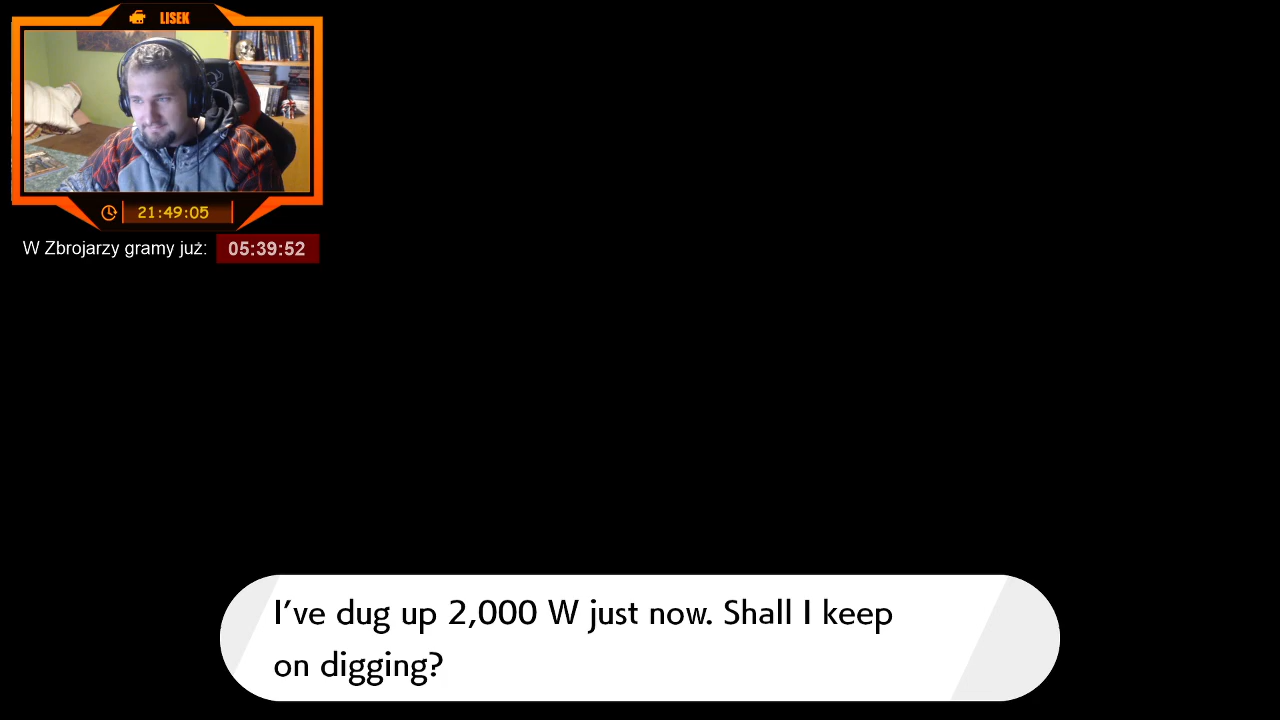 LISEK
21:49:05
W Zbrojarzy gramy już: 05:39:52
I've dug up 2,000 W just now. Shall I keep
on digging?